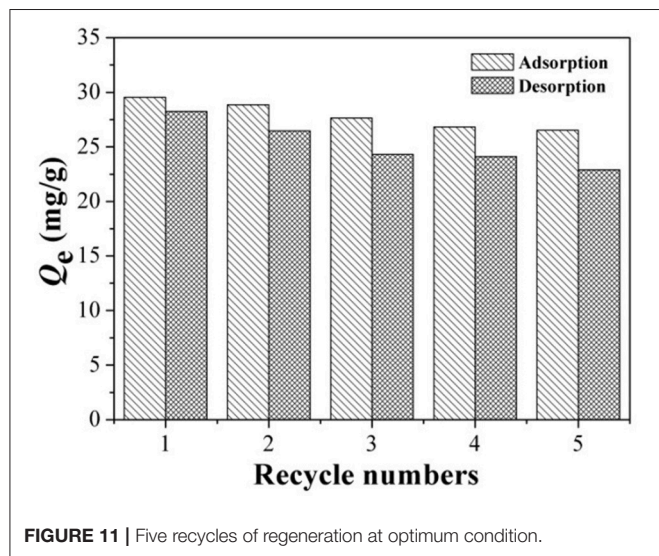 35
30
25
20
15
10
5
0
Qe (mg/g)
Adsorption
Desorption
1 2 3 4 5
Recycle numbers
FIGURE 11 | Five recycles of regeneration at optimum condition.